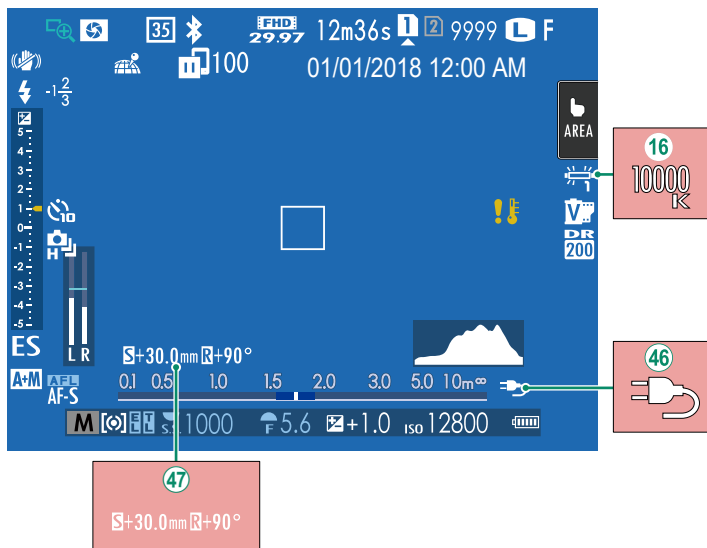 35 FHD 29.97 12m36s 1 2 9999 L F
100 01/01/2018 12:00 AM
-1 2/3
AREA
16
10000
K
5
4
3
2
1
0
-1
-2
-3
-4
-5
10
H
1
V
DR
200
L R
ES
S+30.0mm R+90°
46
A+M AFL
AF-S
0.1 0.5 1.0 1.5 2.0 3.0 5.0 10m ∞
M E L T L S.S. 1000 F 5.6 +1.0 ISO 12800
47
S+30.0mm R+90°